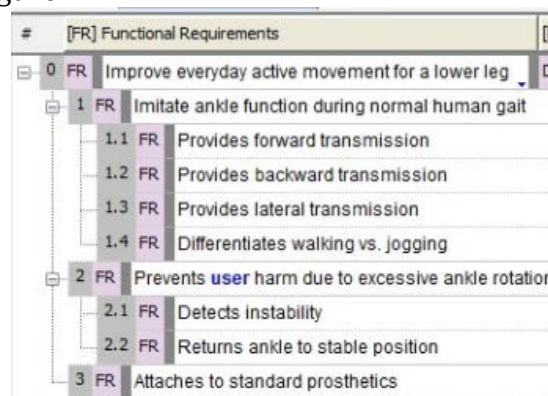 # [FR] Functional Requirements [
0 FR Improve everyday active movement for a lower leg
1 FR Imitate ankle function during normal human gait
1.1 FR Provides forward transmission
1.2 FR Provides backward transmission
1.3 FR Provides lateral transmission
1.4 FR Differentiates walking vs. jogging
2 FR Prevents user harm due to excessive ankle rotation
2.1 FR Detects instability
2.2 FR Returns ankle to stable position
3 FR Attaches to standard prosthetics